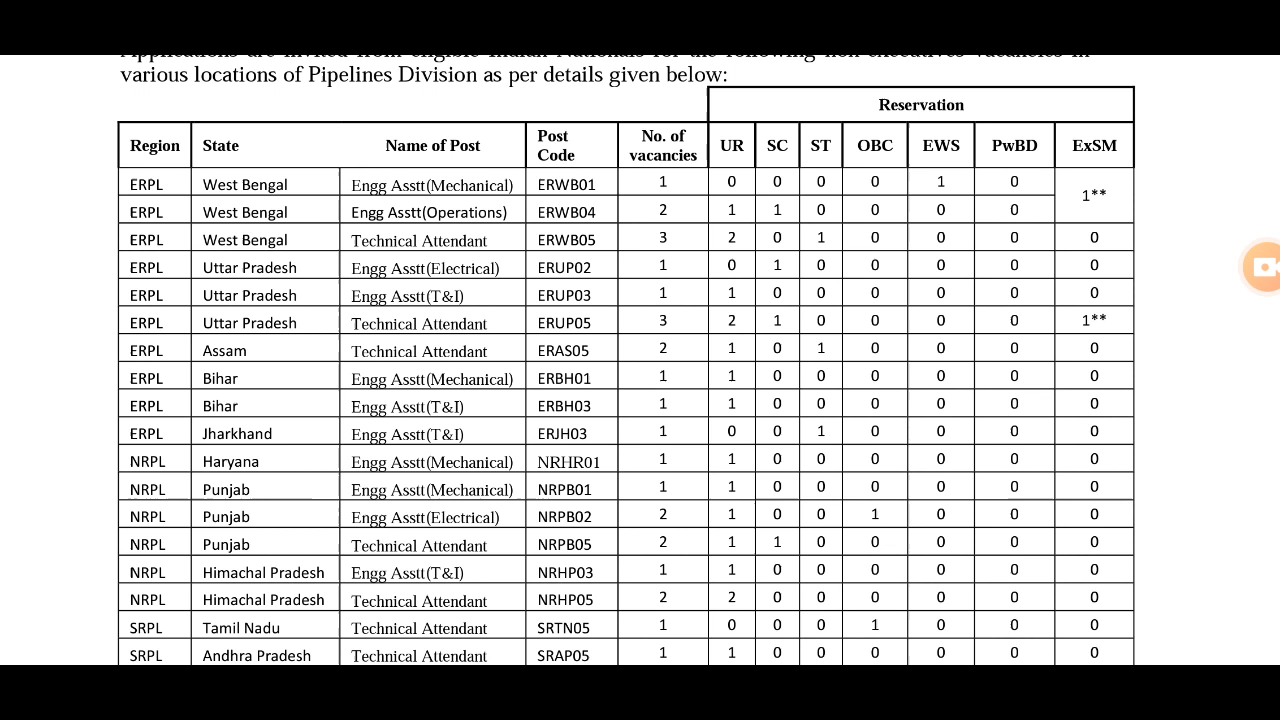 Applications are invited from eligible Indian Nationals for the following non-executives vacancies in
various locations of Pipelines Division as per details given below:
Reservation
Region State Name of Post Post Code No. of vacancies UR SC ST OBC EWS PwBD ExSM
ERPL West Bengal Engg Asstt(Mechanical) ERWB01 1 0 0 0 0 1 0 1**
ERPL West Bengal Engg Asstt(Operations) ERWB04 2 1 1 0 0 0 0
ERPL West Bengal Technical Attendant ERWB05 3 2 0 1 0 0 0 0
ERPL Uttar Pradesh Engg Asstt(Electrical) ERUP02 1 0 1 0 0 0 0 0
ERPL Uttar Pradesh Engg Asstt(T&I) ERUP03 1 1 0 0 0 0 0 0
ERPL Uttar Pradesh Technical Attendant ERUP05 3 2 1 0 0 0 0 1**
ERPL Assam Technical Attendant ERAS05 2 1 0 1 0 0 0 0
ERPL Bihar Engg Asstt(Mechanical) ERBH01 1 1 0 0 0 0 0 0
ERPL Bihar Engg Asstt(T&I) ERBH03 1 1 0 0 0 0 0 0
ERPL Jharkhand Engg Asstt(T&I) ERJH03 1 0 0 1 0 0 0 0
NRPL Haryana Engg Asstt(Mechanical) NRHR01 1 1 0 0 0 0 0 0
NRPL Punjab Engg Asstt(Mechanical) NRPB01 1 1 0 0 0 0 0 0
NRPL Punjab Engg Asstt(Electrical) NRPB02 2 1 0 0 1 0 0 0
NRPL Punjab Technical Attendant NRPB05 2 1 1 0 0 0 0 0
NRPL Himachal Pradesh Engg Asstt(T&I) NRHP03 1 1 0 0 0 0 0 0
NRPL Himachal Pradesh Technical Attendant NRHP05 2 2 0 0 0 0 0 0
SRPL Tamil Nadu Technical Attendant SRTN05 1 0 0 0 1 0 0 0
SRPL Andhra Pradesh Technical Attendant SRAP05 1 1 0 0 0 0 0 0